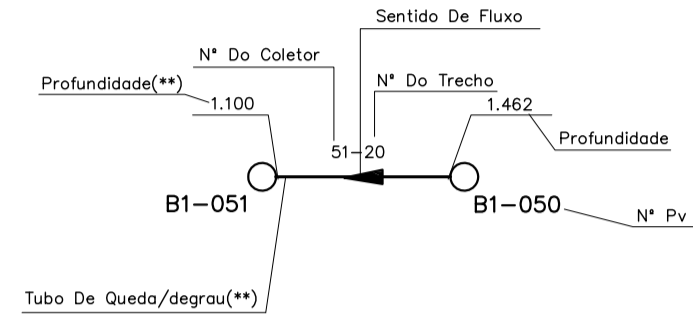 Sentido De Fluxo
Nº Do Coletor
Profundidade(**)
Nº Do Trecho
1.100
1.462
Profundidade
51-20
B1-051
B1-050
Nº Pv
Tubo De Queda/degrau(**)